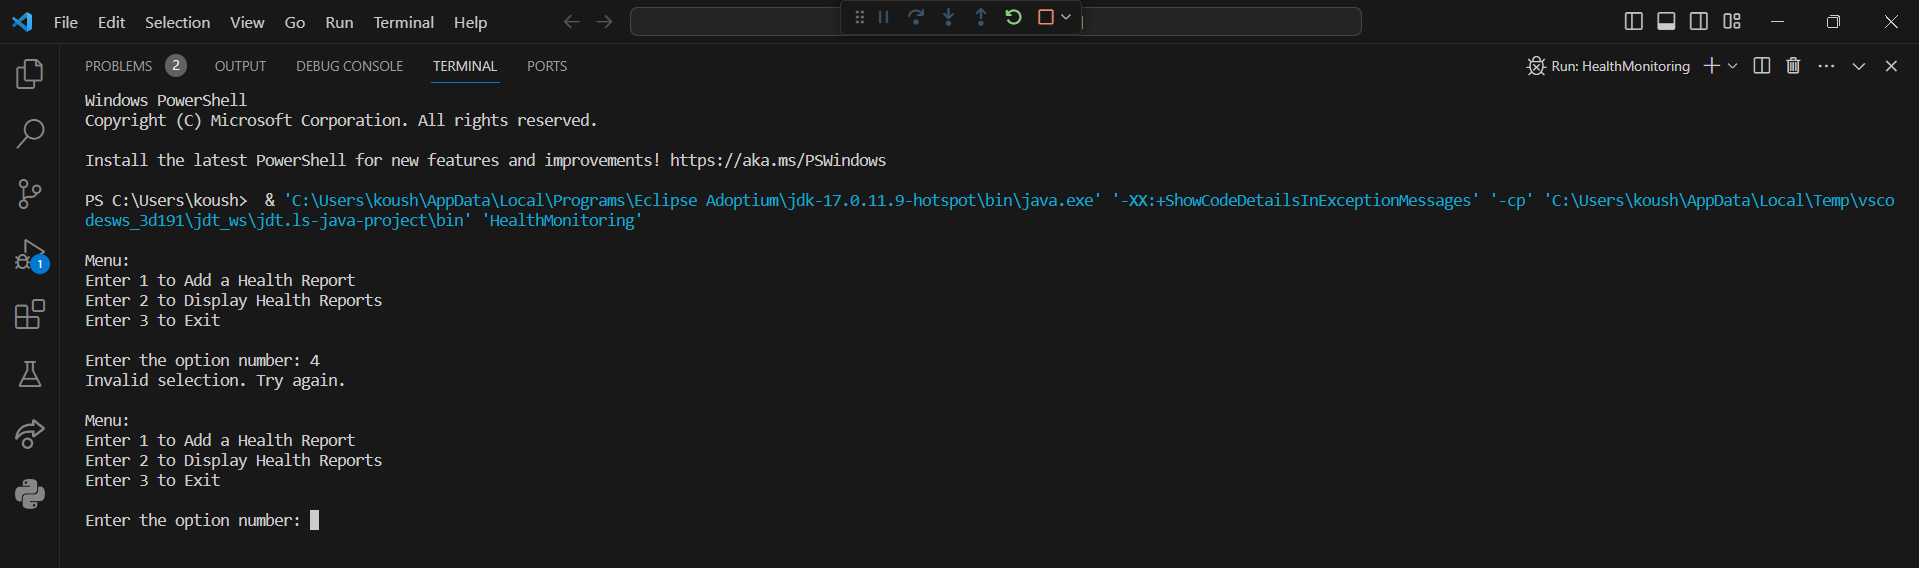 File Edit Selection View Go Run Terminal Help
PROBLEMS 2 OUTPUT DEBUG CONSOLE TERMINAL PORTS Run: HealthMonitoring
Windows PowerShell
Copyright (C) Microsoft Corporation. All rights reserved.
Install the latest PowerShell for new features and improvements! https://aka.ms/PSWindows
PS C:\Users\koush>  & 'C:\Users\koush\AppData\Local\Programs\Eclipse Adoptium\jdk-17.0.11.9-hotspot\bin\java.exe' '-XX:+ShowCodeDetailsInExceptionMessages' '-cp' 'C:\Users\koush\AppData\Local\Temp\vsco
desws_3d191\jdt_ws\jdt.ls-java-project\bin' 'HealthMonitoring'
Menu:
Enter 1 to Add a Health Report
Enter 2 to Display Health Reports
Enter 3 to Exit
Enter the option number: 4
Invalid selection. Try again.
Menu:
Enter 1 to Add a Health Report
Enter 2 to Display Health Reports
Enter 3 to Exit
Enter the option number:
1